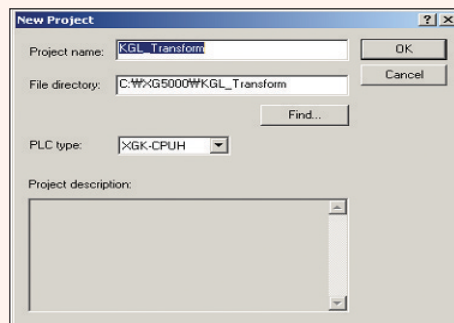 New Project
Project name: KGL_Transform
OK
File directory: C:₩XG5000₩KGL_Transform
Cancel
Find...
PLC type: XGK-CPUH
Project description: